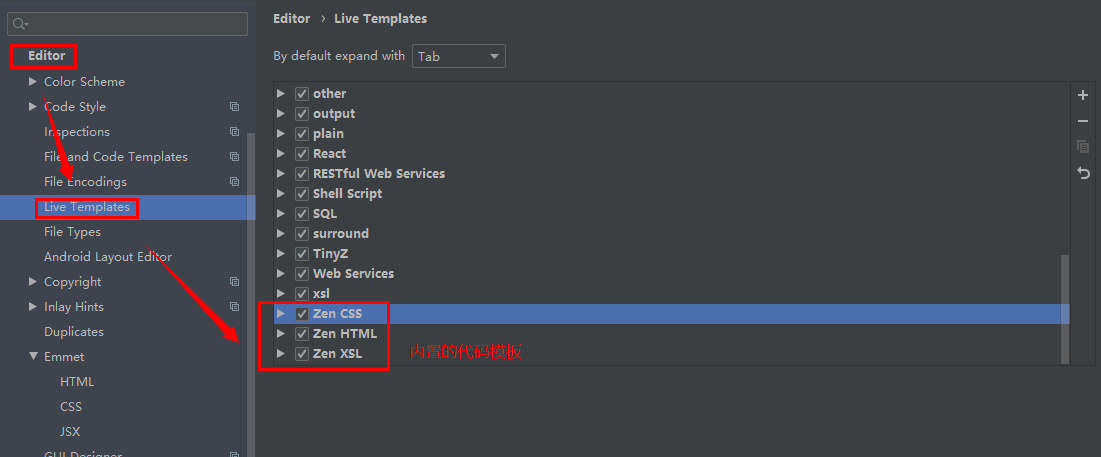 Editor
Color Scheme
Code Style
Inspections
File and Code Templates
File Encodings
Live Templates
File Types
Android Layout Editor
Copyright
Inlay Hints
Duplicates
Emmet
HTML
CSS
JSX
GUI Designer
Editor › Live Templates
By default expand with Tab
other
output
plain
React
RESTful Web Services
Shell Script
SQL
surround
TinyZ
Web Services
xsl
Zen CSS
Zen HTML
Zen XSL
内置的代码模板